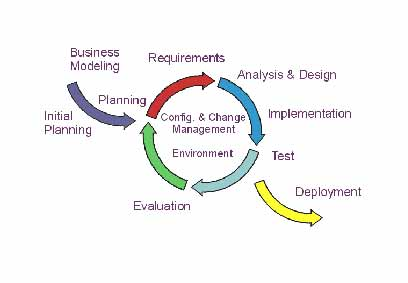 Business
Modeling
Requirements
Analysis & Design
Planning
Initial
Planning
Config. & Change
Management
Implementation
Environment
Test
Deployment
Evaluation